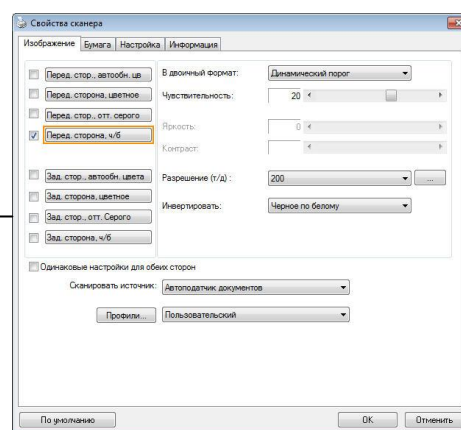 Свойства сканера
Изображение Бумага Настройка Информация
Перед. стор., автообн. цв
Перед. сторона, цветное
Перед. стор., отт. серого
Перед. сторона, ч/б
Зад. стор., автообн. цвета
Зад. сторона, цветное
Зад. стор., отт. Серого
Зад. сторона, ч/б
В двоичный формат: Динамический порог
Чувствительность: 20
Яркость: 0
Контраст:
Разрешение (т/д) : 200 ...
Инвертировать: Черное по белому
Одинаковые настройки для обеих сторон
Сканировать источник: Автоподатчик документов
Профили... Пользовательский
По умолчанию ОК Отменить